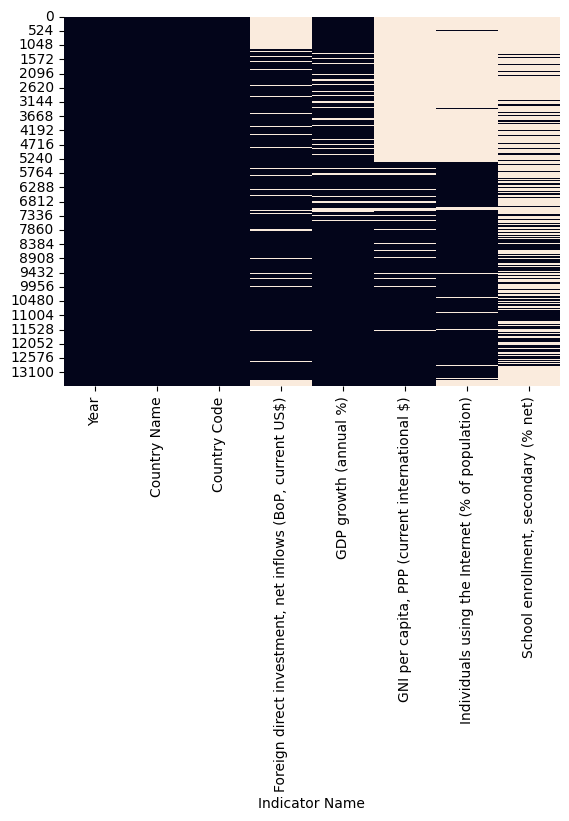 0
524
1048
1572
2096
2620
3144
3668
4192
4716
5240
5764
6288
6812
7336
7860
8384
8908
9432
9956
10480
11004
11528
12052
12576
13100
Year
Country Name
Country Code
Foreign direct investment, net inflows (BoP, current US$)
GDP growth (annual %)
GNI per capita, PPP (current international $)
Individuals using the Internet (% of population)
School enrollment, secondary (% net)
Indicator Name